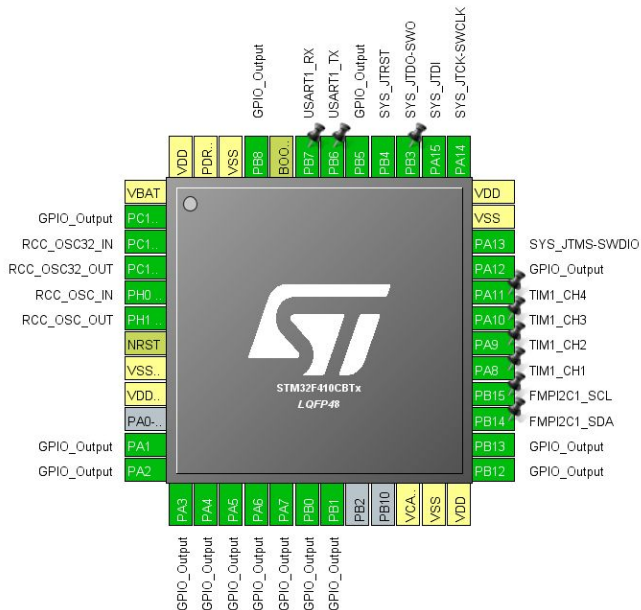 GPIO_Output
USART1_RX
USART1_TX
GPIO_Output
SYS_JTRST
SYS_JTDO-SWO
SYS_JTDI
SYS_JTCK-SWCLK
VDD
PDR..
VSS
PB8
BOO..
PB7
PB6
PB5
PB4
PB3
PA15
PA14
VBAT
GPIO_Output PC1..
RCC_OSC32_IN PC1..
RCC_OSC32_OUT PC1..
RCC_OSC_IN PH0..
RCC_OSC_OUT PH1..
NRST
VSS..
VDD..
PA0-..
GPIO_Output PA1
GPIO_Output PA2
ST
STM32F410CBTx
LQFP48
VDD
VSS
PA13 SYS_JTMS-SWDIO
PA12 GPIO_Output
PA11 TIM1_CH4
PA10 TIM1_CH3
PA9 TIM1_CH2
PA8 TIM1_CH1
PB15 FMPI2C1_SCL
PB14 FMPI2C1_SDA
PB13 GPIO_Output
PB12 GPIO_Output
PA3
PA4
PA5
PA6
PA7
PB0
PB1
PB2
PB10
VCA..
VSS
VDD
GPIO_Output
GPIO_Output
GPIO_Output
GPIO_Output
GPIO_Output
GPIO_Output
GPIO_Output